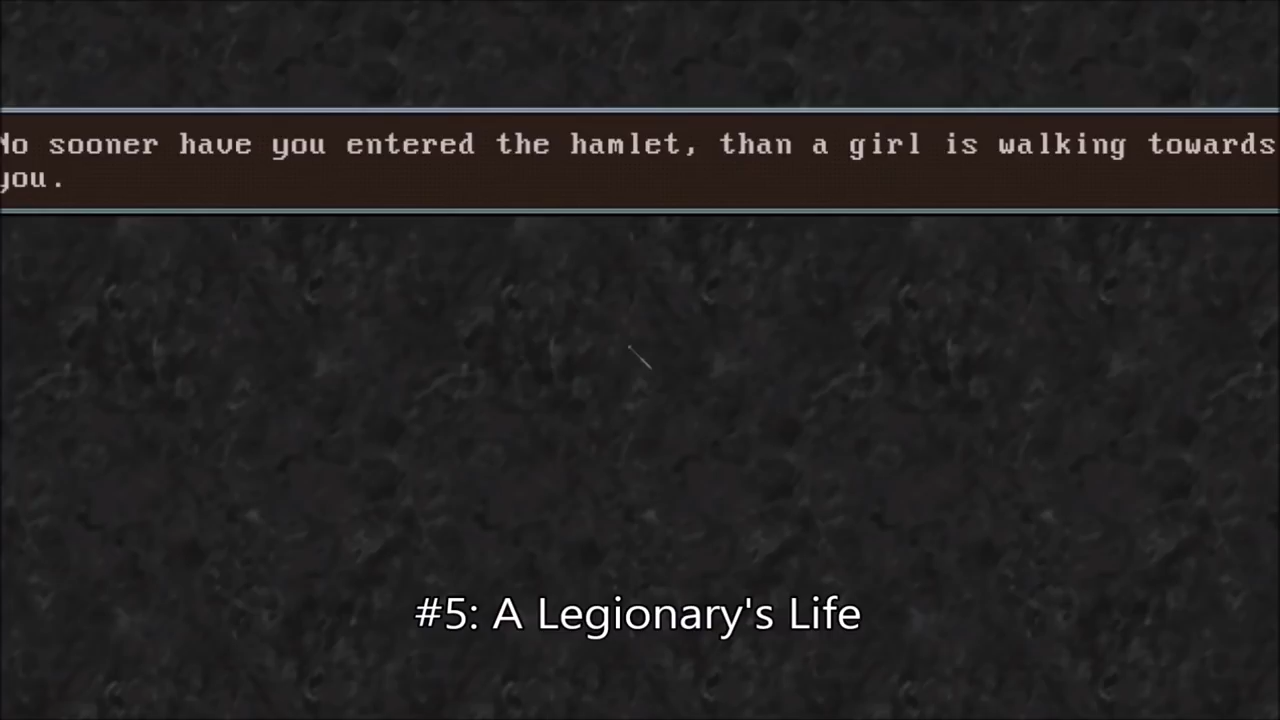 No sooner have you entered the hamlet, than a girl is walking towards
you.
#5: A Legionary's Life